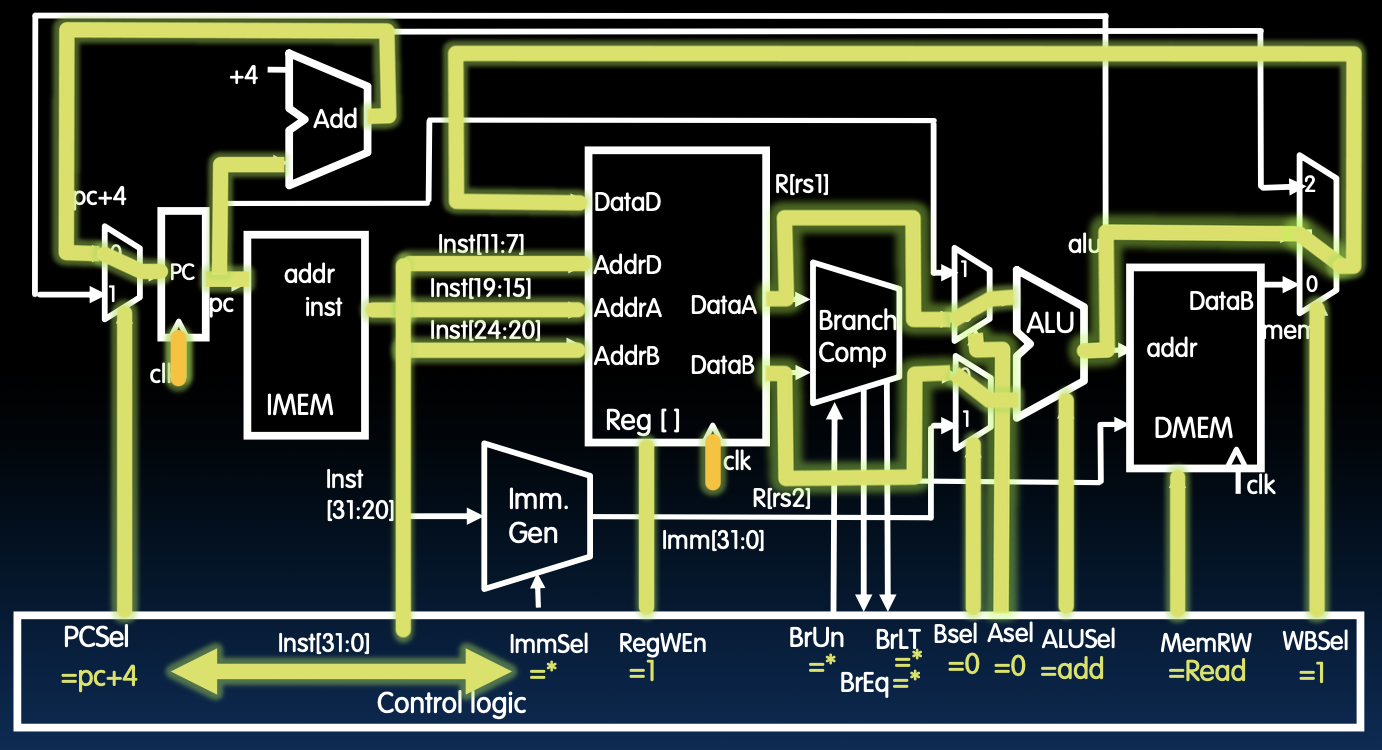 +4
Add
pc+4
0
1
PC
pc
clk
addr
inst
IMEM
Inst[11:7]
Inst[19:15]
Inst[24:20]
DataD
AddrD
AddrA
AddrB
DataA
DataB
Reg [ ]
clk
R[rs1]
R[rs2]
Branch
Comp
Inst
[31:20]
Imm.
Gen
Imm[31:0]
1
0
0
1
ALU
alu
DataB
addr
DMEM
clk
2
1
0
mem
PCSel
=pc+4
Inst[31:0]
Control logic
ImmSel
=*
RegWEn
=1
BrUn
=*
BrLT
=*
BrEq=*
Bsel
=0
Asel
=0
ALUSel
=add
MemRW
=Read
WBSel
=1